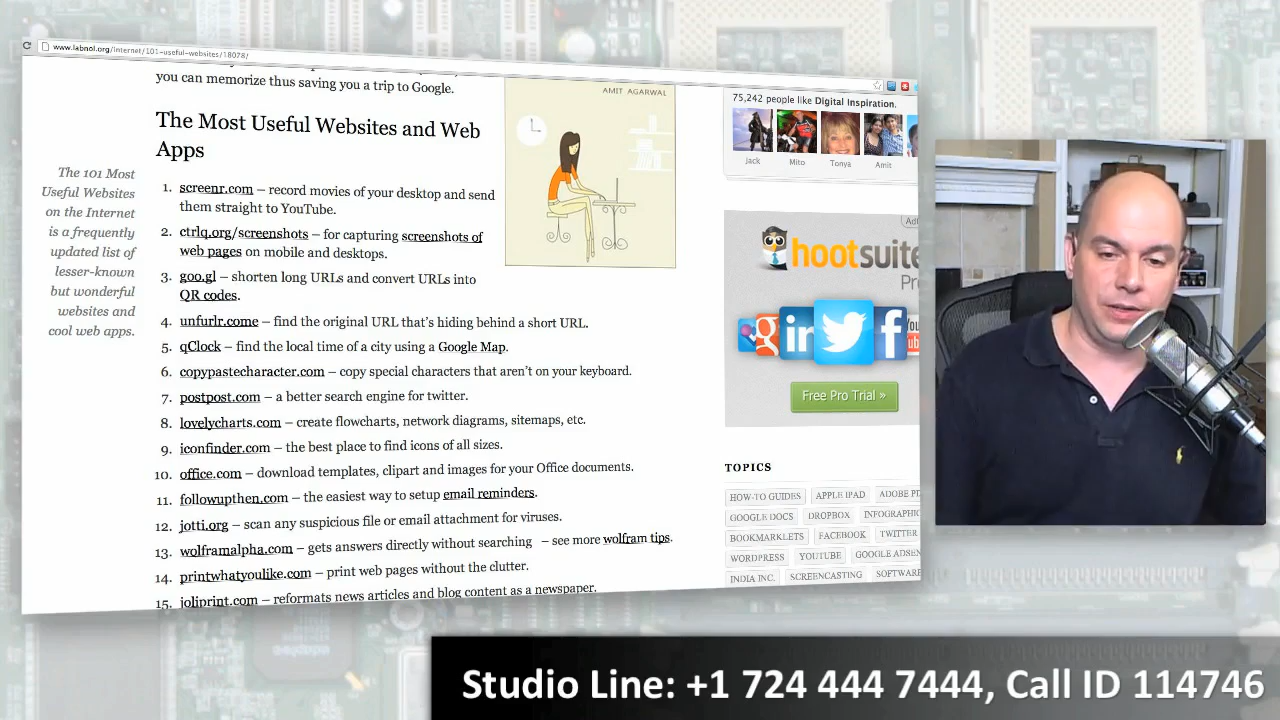 www.labnol.org/internet/101-useful-websites/18078/
you can memorize thus saving you a trip to Google.
The Most Useful Websites and Web
Apps
The 101 Most
Useful Websites
on the Internet
is a frequently
updated list of
lesser-known
but wonderful
websites and
cool web apps.
1. screenr.com – record movies of your desktop and send
them straight to YouTube.
2. ctrlq.org/screenshots – for capturing screenshots of
web pages on mobile and desktops.
3. goo.gl – shorten long URLs and convert URLs into
QR codes.
4. unfurlr.come – find the original URL that's hiding behind a short URL.
5. qClock – find the local time of a city using a Google Map.
6. copypastecharacter.com – copy special characters that aren't on your keyboard.
7. postpost.com – a better search engine for twitter.
8. lovelycharts.com – create flowcharts, network diagrams, sitemaps, etc.
9. iconfinder.com – the best place to find icons of all sizes.
10. office.com – download templates, clipart and images for your Office documents.
11. followupthen.com – the easiest way to setup email reminders.
12. jotti.org – scan any suspicious file or email attachment for viruses.
13. wolframalpha.com – gets answers directly without searching – see more wolfram tips.
14. printwhatyoulike.com – print web pages without the clutter.
15. joliprint.com – reformats news articles and blog content as a newspaper.
AMIT AGARWAL
75,242 people like Digital Inspiration.
Jack Mito Tonya Amit
Ad
hootsuite
Pr
g in f You
Free Pro Trial »
TOPICS
HOW-TO GUIDES APPLE IPAD ADOBE PD
GOOGLE DOCS DROPBOX INFOGRAPHIC
BOOKMARKLETS FACEBOOK TWITTER
WORDPRESS YOUTUBE GOOGLE ADSEN
INDIA INC. SCREENCASTING SOFTWAR
Studio Line: +1 724 444 7444, Call ID 114746